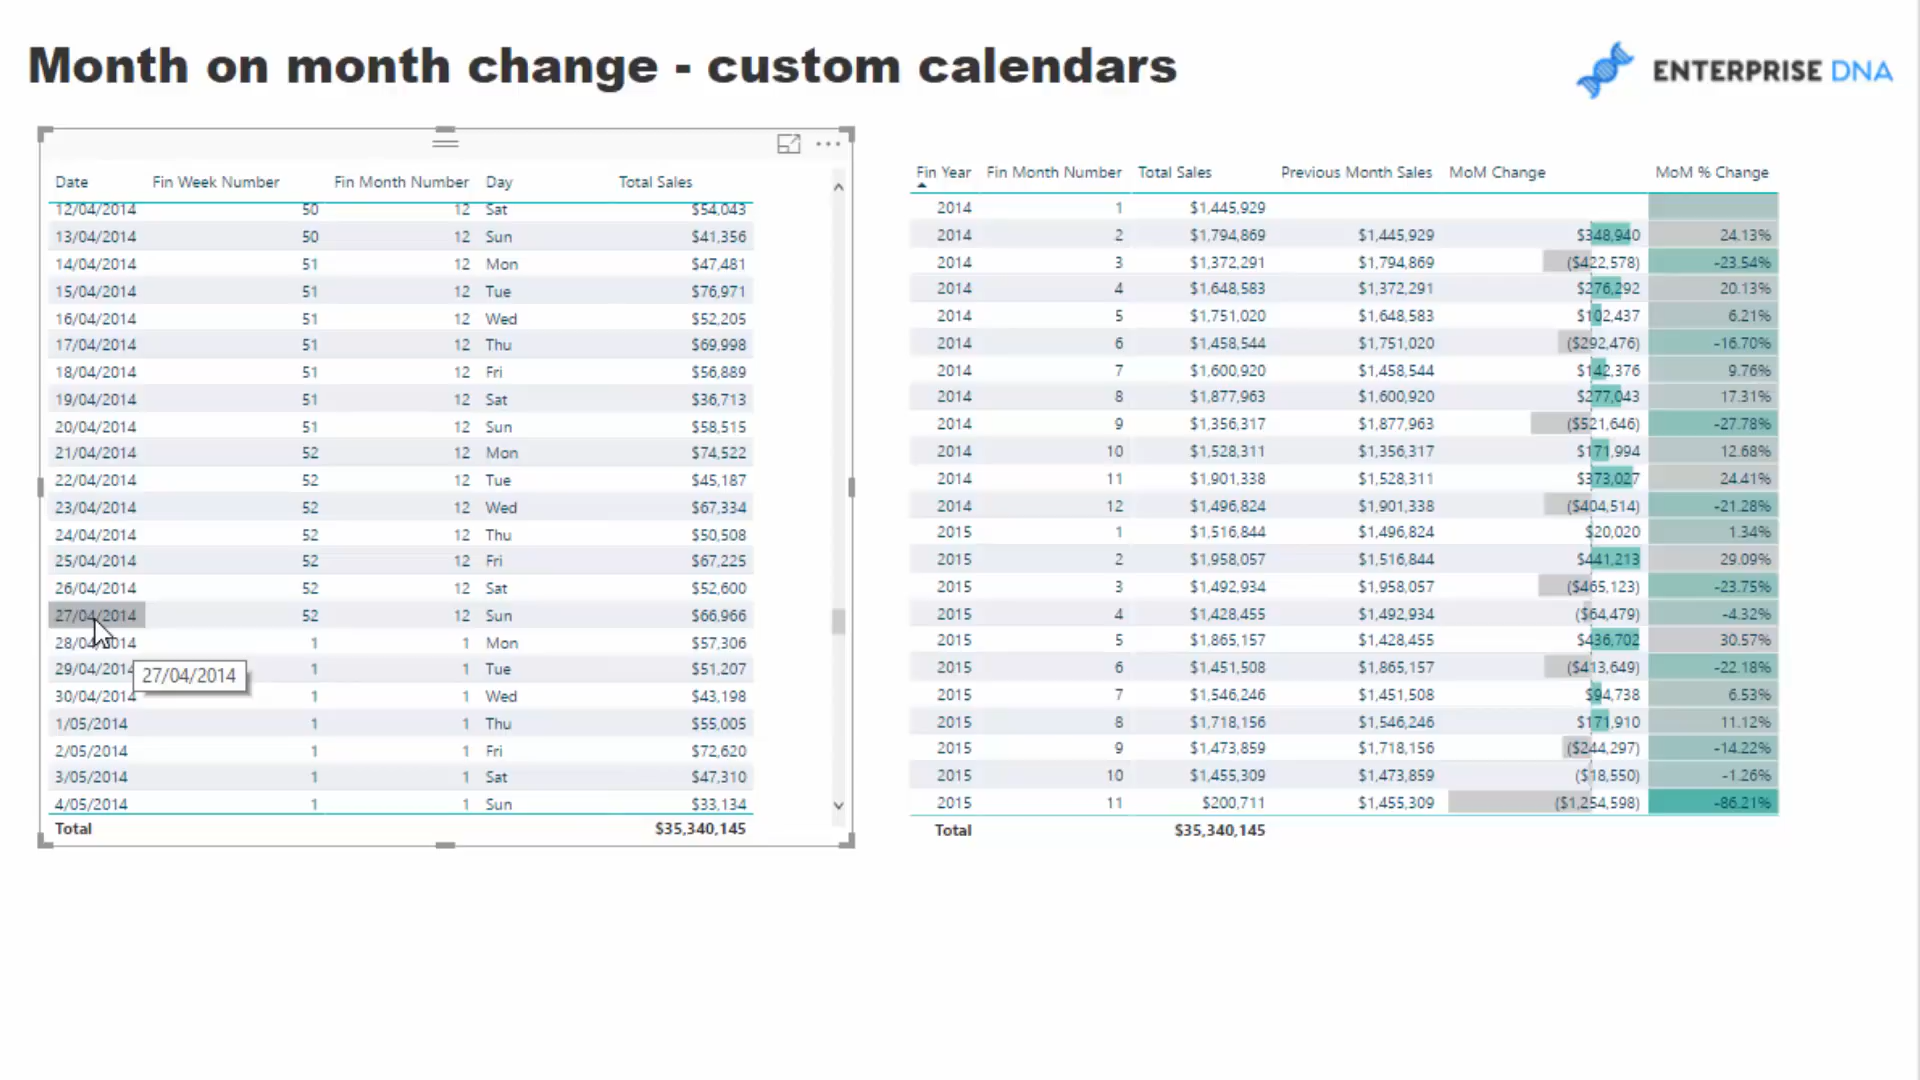 Month on month change - custom calendars
ENTERPRISE DNA
Date Fin Week Number Fin Month Number Day Total Sales
12/04/2014 50 12 Sat $54,043
13/04/2014 50 12 Sun $41,356
14/04/2014 51 12 Mon $47,481
15/04/2014 51 12 Tue $76,971
16/04/2014 51 12 Wed $52,205
17/04/2014 51 12 Thu $69,998
18/04/2014 51 12 Fri $56,889
19/04/2014 51 12 Sat $36,713
20/04/2014 51 12 Sun $58,515
21/04/2014 52 12 Mon $74,522
22/04/2014 52 12 Tue $45,187
23/04/2014 52 12 Wed $67,334
24/04/2014 52 12 Thu $50,508
25/04/2014 52 12 Fri $67,225
26/04/2014 52 12 Sat $52,600
27/04/2014 52 12 Sun $66,966
28/04/2014 1 1 Mon $57,306
29/04/2014 1 1 Tue $51,207
27/04/2014
30/04/2014 1 1 Wed $43,198
1/05/2014 1 1 Thu $55,005
2/05/2014 1 1 Fri $72,620
3/05/2014 1 1 Sat $47,310
4/05/2014 1 1 Sun $33,134
Total $35,340,145
Fin Year Fin Month Number Total Sales Previous Month Sales MoM Change MoM % Change
2014 1 $1,445,929
2014 2 $1,794,869 $1,445,929 $348,940 24.13%
2014 3 $1,372,291 $1,794,869 ($422,578) -23.54%
2014 4 $1,648,583 $1,372,291 $276,292 20.13%
2014 5 $1,751,020 $1,648,583 $102,437 6.21%
2014 6 $1,458,544 $1,751,020 ($292,476) -16.70%
2014 7 $1,600,920 $1,458,544 $142,376 9.76%
2014 8 $1,877,963 $1,600,920 $277,043 17.31%
2014 9 $1,356,317 $1,877,963 ($521,646) -27.78%
2014 10 $1,528,311 $1,356,317 $171,994 12.68%
2014 11 $1,901,338 $1,528,311 $373,027 24.41%
2014 12 $1,496,824 $1,901,338 ($404,514) -21.28%
2015 1 $1,516,844 $1,496,824 $20,020 1.34%
2015 2 $1,958,057 $1,516,844 $441,213 29.09%
2015 3 $1,492,934 $1,958,057 ($465,123) -23.75%
2015 4 $1,428,455 $1,492,934 ($64,479) -4.32%
2015 5 $1,865,157 $1,428,455 $436,702 30.57%
2015 6 $1,451,508 $1,865,157 ($413,649) -22.18%
2015 7 $1,546,246 $1,451,508 $94,738 6.53%
2015 8 $1,718,156 $1,546,246 $171,910 11.12%
2015 9 $1,473,859 $1,718,156 ($244,297) -14.22%
2015 10 $1,455,309 $1,473,859 ($18,550) -1.26%
2015 11 $200,711 $1,455,309 ($1,254,598) -86.21%
Total $35,340,145